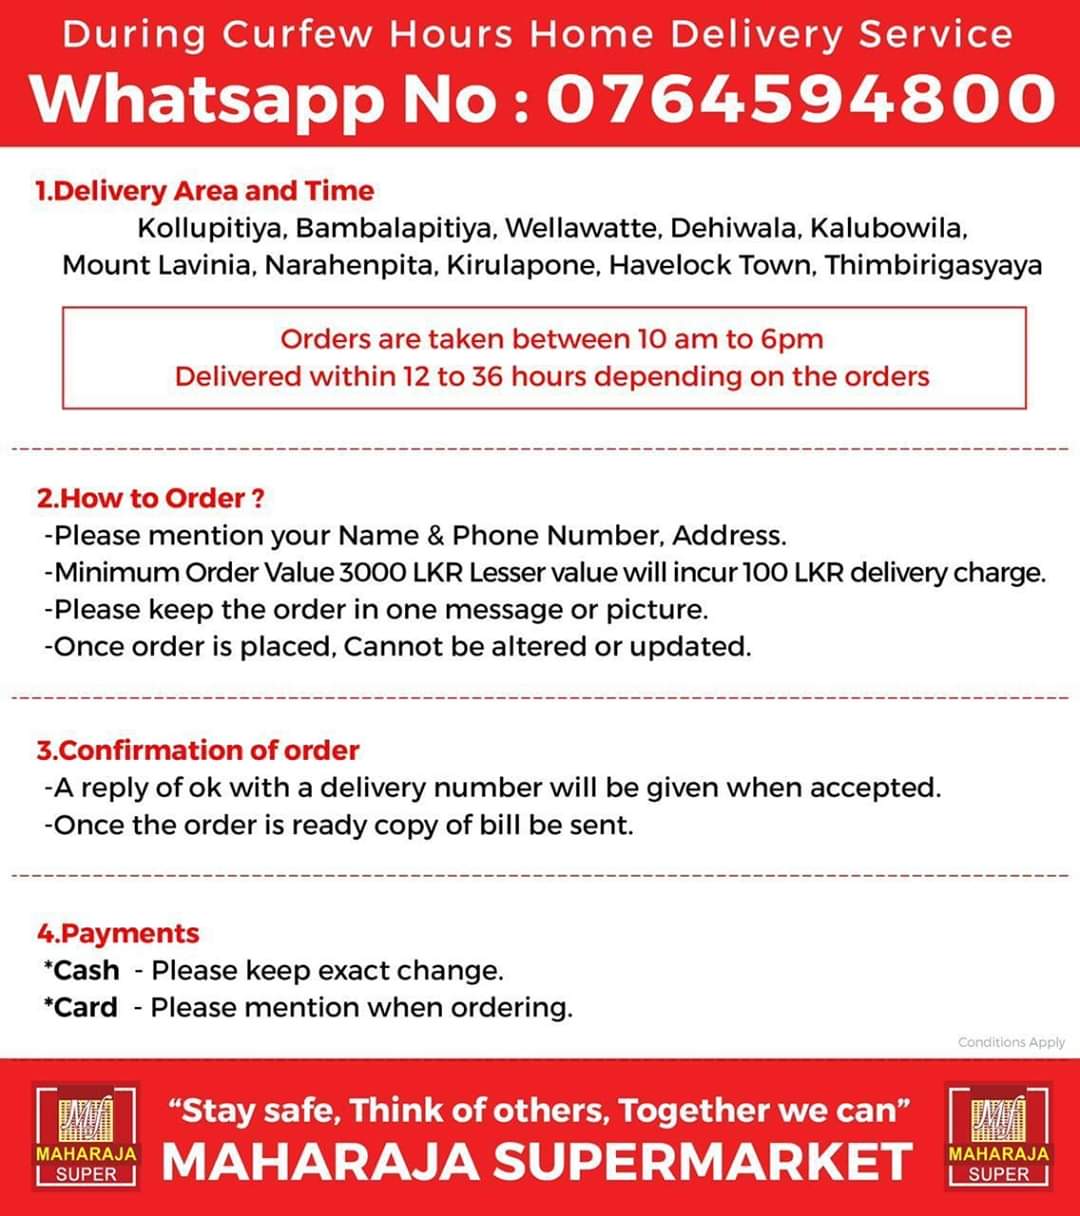 During Curfew Hours Home Delivery Service
Whatsapp No : 0764594800
1.Delivery Area and Time
Kollupitiya, Bambalapitiya, Wellawatte, Dehiwala, Kalubowila,
Mount Lavinia, Narahenpita, Kirulapone, Havelock Town, Thimbirigasyaya
Orders are taken between 10 am to 6pm
Delivered within 12 to 36 hours depending on the orders
2.How to Order ?
-Please mention your Name & Phone Number, Address.
-Minimum Order Value 3000 LKR Lesser value will incur 100 LKR delivery charge.
-Please keep the order in one message or picture.
-Once order is placed, Cannot be altered or updated.
3.Confirmation of order
-A reply of ok with a delivery number will be given when accepted.
-Once the order is ready copy of bill be sent.
4.Payments
*Cash - Please keep exact change.
*Card - Please mention when ordering.
Conditions Apply
“Stay safe, Think of others, Together we can”
MAHARAJA SUPERMARKET
Mf
MAHARAJA
SUPER
Mf
MAHARAJA
SUPER